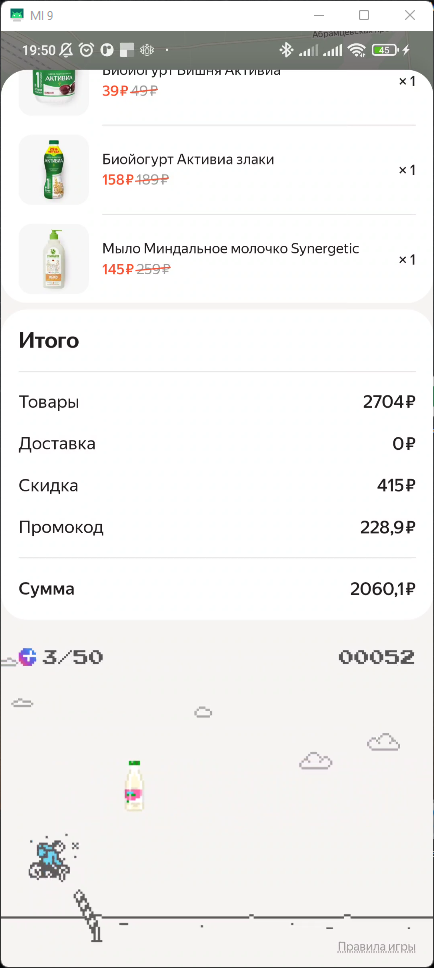 MI 9
19:50
45
Биойогурт Вишня Активиа
39₽ 49₽
× 1
Биойогурт Активиа злаки
158₽ 189₽
× 1
Мыло Миндальное молочко Synergetic
145₽ 259₽
× 1
Итого
Товары 2704₽
Доставка 0₽
Скидка 415₽
Промокод 228,9₽
Сумма 2060,1₽
3/50 00052
Правила игры